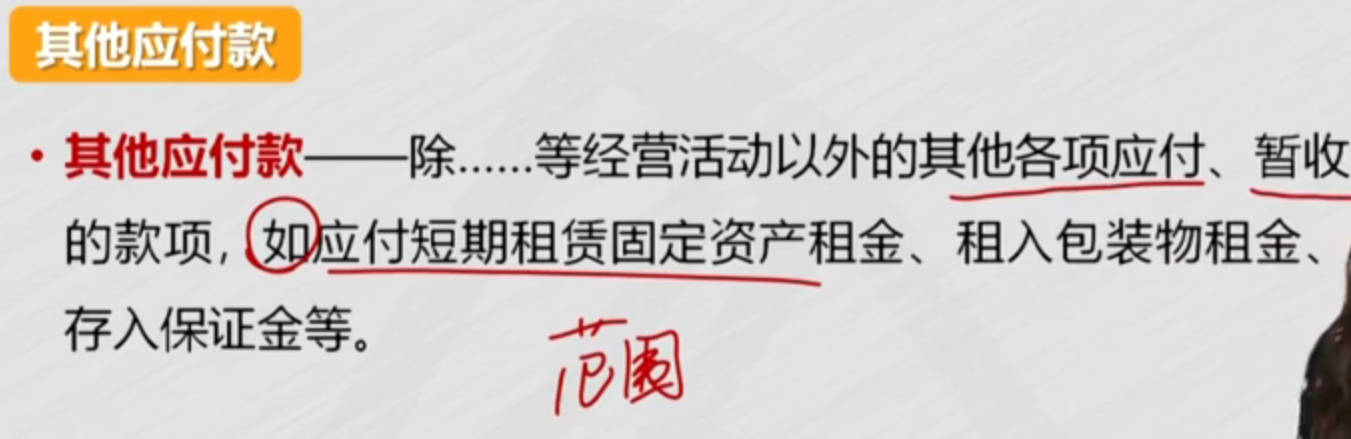 其他应付款
• 其他应付款——除……等经营活动以外的其他各项应付、暂收
的款项，如应付短期租赁固定资产租金、租入包装物租金、
存入保证金等。
范围